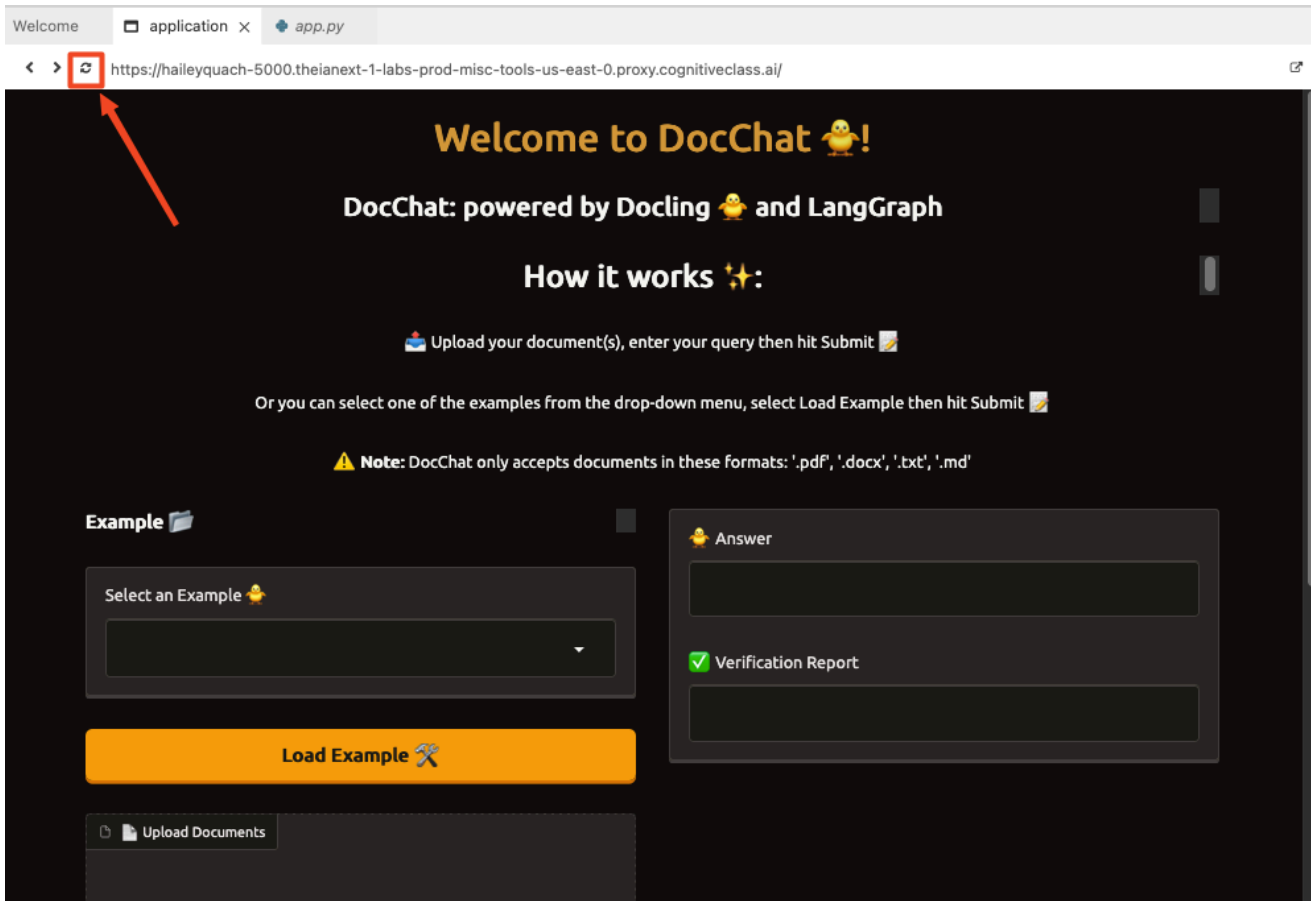 Welcome
application
app.py
https://haileyquach-5000.theianext-1-labs-prod-misc-tools-us-east-0.proxy.cognitiveclass.ai/
Welcome to DocChat 🐥!
DocChat: powered by Docling 🐥 and LangGraph
How it works ✨:
📤 Upload your document(s), enter your query then hit Submit 📝
Or you can select one of the examples from the drop-down menu, select Load Example then hit Submit 📝
⚠️ Note: DocChat only accepts documents in these formats: '.pdf', '.docx', '.txt', '.md'
Example 📂
Select an Example 🐥
Load Example 🛠️
📄 Upload Documents
🐥 Answer
✅ Verification Report